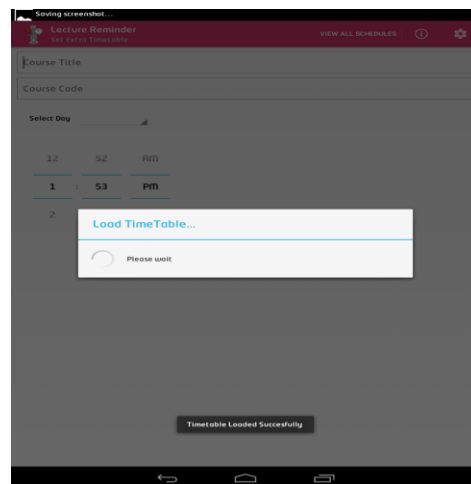 Saving screenshot...
Lecture Reminder
Set Extra Timetable
VIEW ALL SCHEDULES
Course Title
Course Code
Select Day
12 52 AM
1 : 53 PM
2
Load TimeTable...
Please wait
Timetable Loaded Succesfully